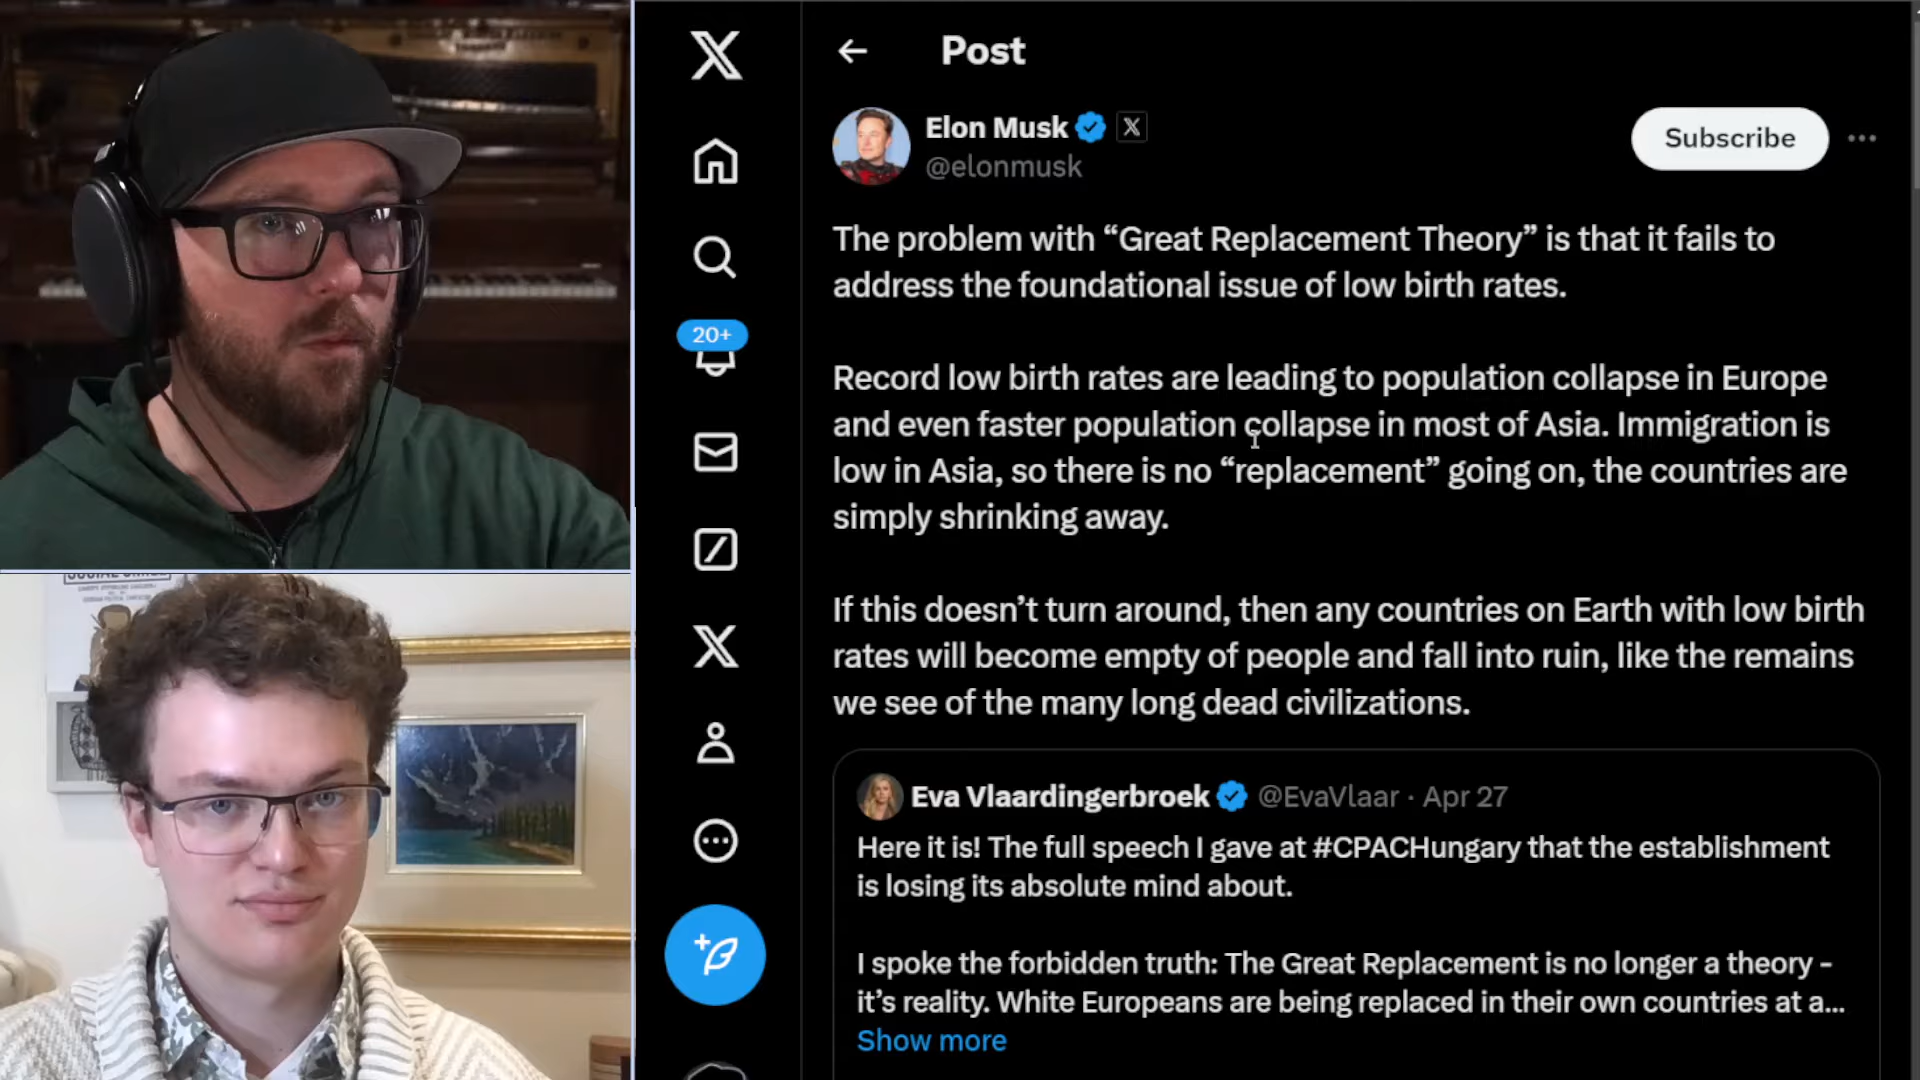 Post
Elon Musk
@elonmusk
Subscribe
20+
The problem with “Great Replacement Theory” is that it fails to
address the foundational issue of low birth rates.
Record low birth rates are leading to population collapse in Europe
and even faster population collapse in most of Asia. Immigration is
low in Asia, so there is no “replacement” going on, the countries are
simply shrinking away.
If this doesn’t turn around, then any countries on Earth with low birth
rates will become empty of people and fall into ruin, like the remains
we see of the many long dead civilizations.
Eva Vlaardingerbroek @EvaVlaar · Apr 27
Here it is! The full speech I gave at #CPACHungary that the establishment
is losing its absolute mind about.
I spoke the forbidden truth: The Great Replacement is no longer a theory -
it’s reality. White Europeans are being replaced in their own countries at a...
Show more